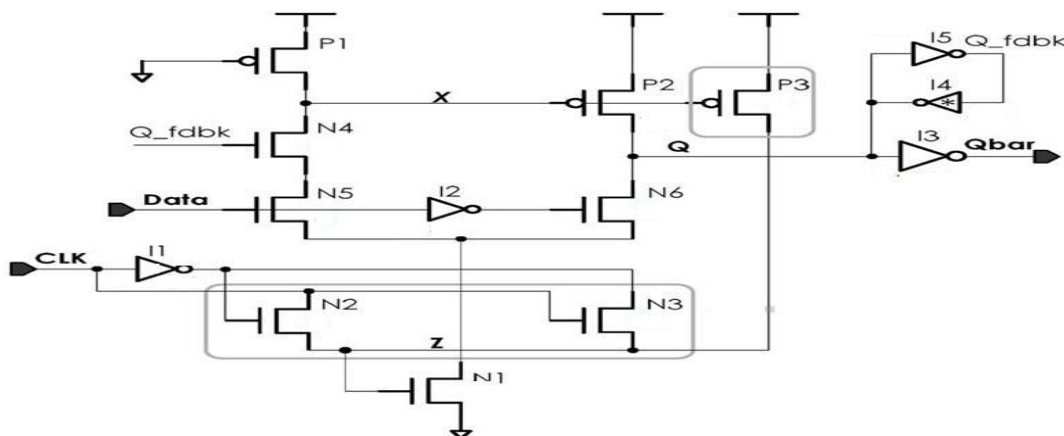 P1
I5
Q_fdbk
P2
P3
I4
X
*
N4
Q_fdbk
I3
Q
Qbar
N5
I2
N6
Data
CLK
I1
N2
N3
Z
N1